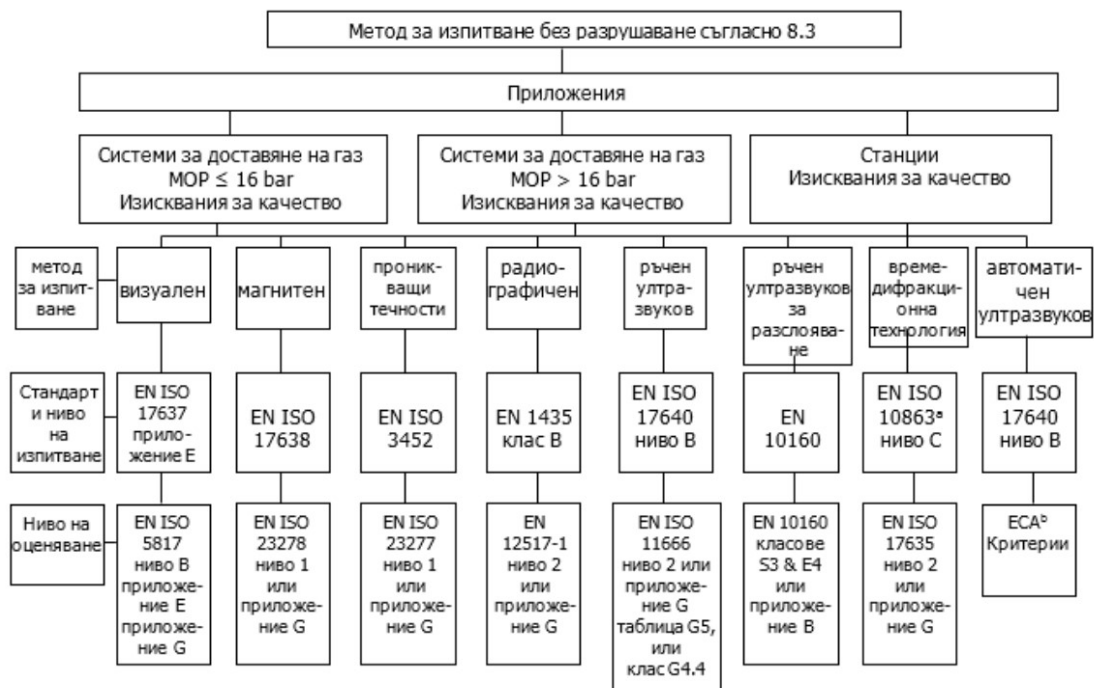 Метод за изпитване без разрушаване съгласно 8.3
Приложения
Системи за доставяне на газ
МОР ≤ 16 bar
Изисквания за качество
Системи за доставяне на газ
МОР > 16 bar
Изисквания за качество
Станции
Изисквания за качество
метод
за изпит-
ване
визуален
магнитен
проник-
ващи
течности
радио-
графичен
ръчен
ултра-
звуков
ръчен
ултразвуков
за
разслоява-
не
време-
дифракци-
онна
технология
автомати-
чен
ултразвуков
Стандарт
и ниво
на
изпитване
EN ISO
17637
прило-
жение E
EN ISO
17638
EN ISO
3452
EN 1435
клас B
EN ISO
17640
ниво B
EN
10160
EN ISO
10863ᵃ
ниво C
EN ISO
17640
ниво B
Ниво на
оценяване
EN ISO
5817
ниво B
приложе-
ние E
приложе-
ние G
EN ISO
23278
ниво 1
или
приложе-
ние G
EN ISO
23277
ниво 1 или
приложе-
ние G
EN
12517-1
ниво 2 или
приложе-
ние G
EN ISO
11666
ниво 2 или
приложе-
ние G
таблица G5,
или
клас G4.4
EN 10160
класове
S3 & E4
или
приложе-
ние B
EN ISO
17635
ниво 2 или
приложе-
ние G
ECAᵇ
Критерии